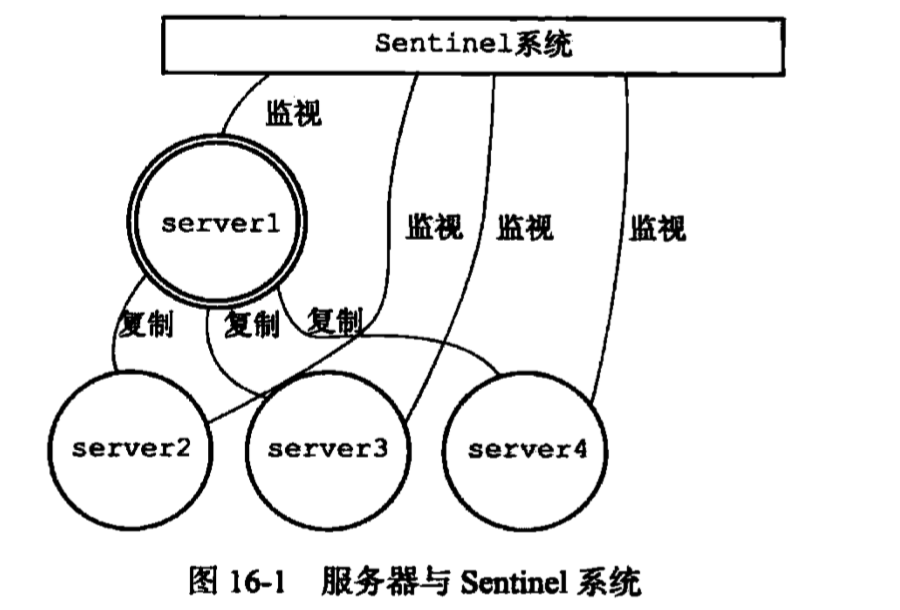 Sentinel系统
监视
server1
监视 监视 监视
复制 复制 复制
server2 server3 server4
图 16-1 服务器与 Sentinel 系统